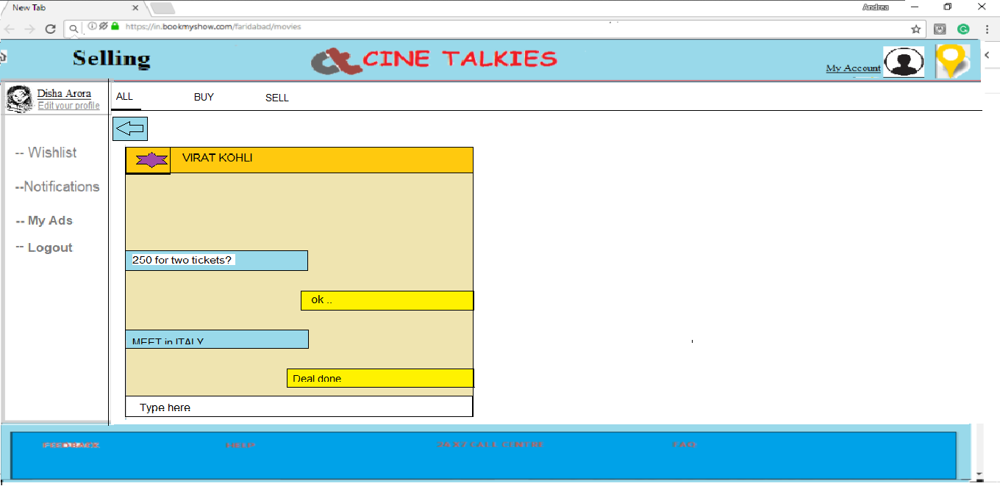 New Tab
Andrea
https://in.bookmyshow.com/faridabad/movies
Selling
CINE TALKIES
My Account
Disha Arora
Edit your profile
ALL
BUY
SELL
-- Wishlist
--Notifications
-- My Ads
-- Logout
VIRAT KOHLI
250 for two tickets?
ok ..
MEET in ITALY
Deal done
Type here
FEEDBACK
HELP
24 X7 CALL CENTRE
FAQ